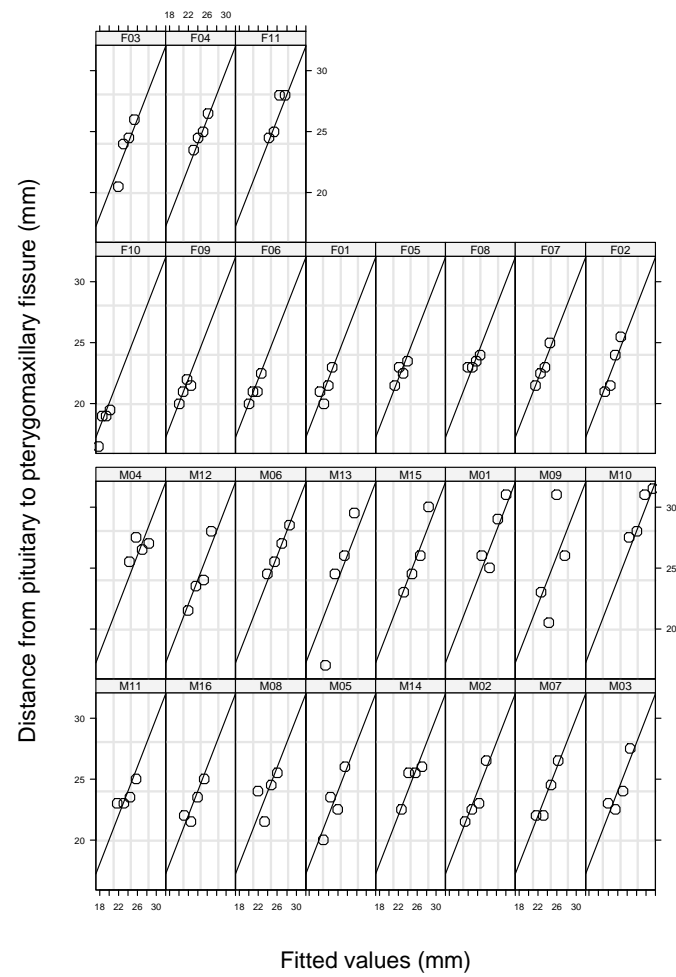 18 22 26 30
F03 F04 F11
30
25
20
F10 F09 F06 F01 F05 F08 F07 F02
30
25
20
M04 M12 M06 M13 M15 M01 M09 M10
30
25
20
M11 M16 M08 M05 M14 M02 M07 M03
30
25
20
18 22 26 30 18 22 26 30 18 22 26 30 18 22 26 30
Distance from pituitary to pterygomaxillary fissure (mm)
Fitted values (mm)